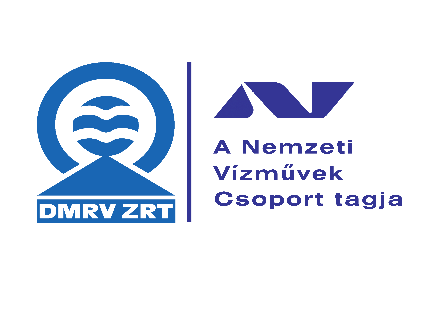 DMRV ZRT
A Nemzeti
Vízművek
Csoport tagja